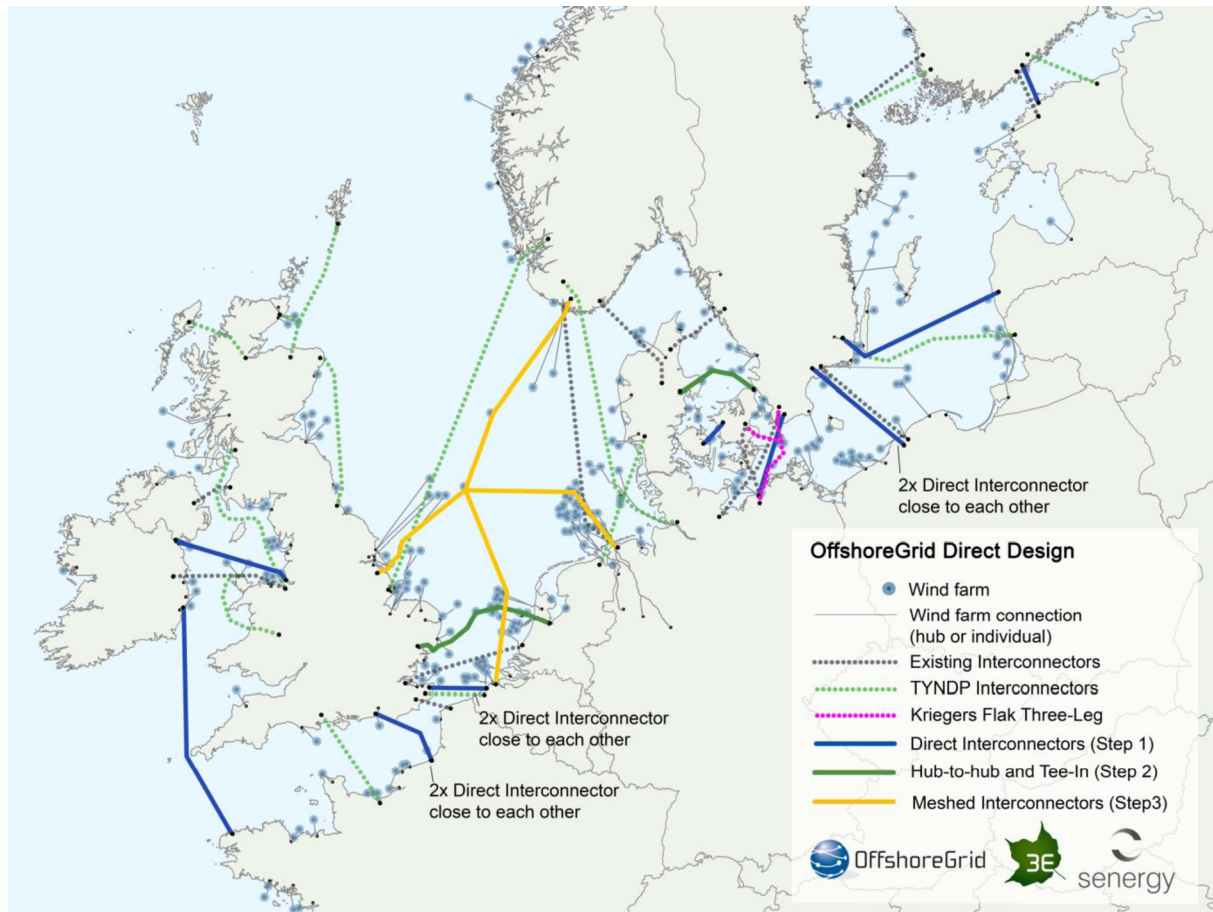 2x Direct Interconnector
close to each other
2x Direct Interconnector
close to each other
2x Direct Interconnector
close to each other
OffshoreGrid Direct Design
Wind farm
Wind farm connection
(hub or individual)
Existing Interconnectors
TYNDP Interconnectors
Kriegers Flak Three-Leg
Direct Interconnectors (Step 1)
Hub-to-hub and Tee-In (Step 2)
Meshed Interconnectors (Step3)
OffshoreGrid
3E
senergy